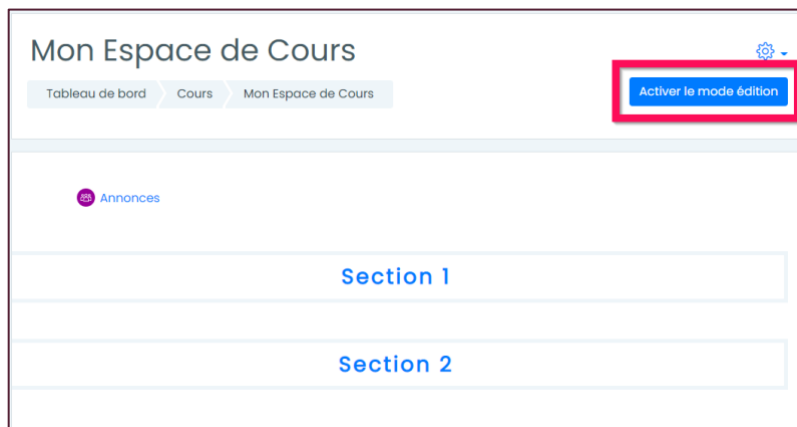 Mon Espace de Cours
Tableau de bord Cours Mon Espace de Cours
Activer le mode édition
Annonces
Section 1
Section 2